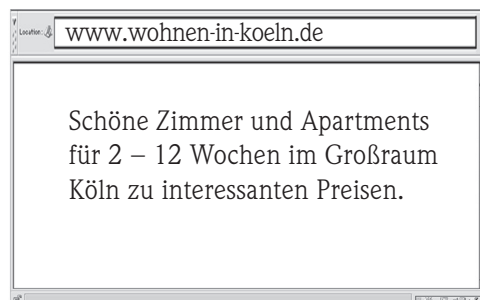 Location: www.wohnen-in-koeln.de
Schöne Zimmer und Apartments
für 2 – 12 Wochen im Großraum
Köln zu interessanten Preisen.